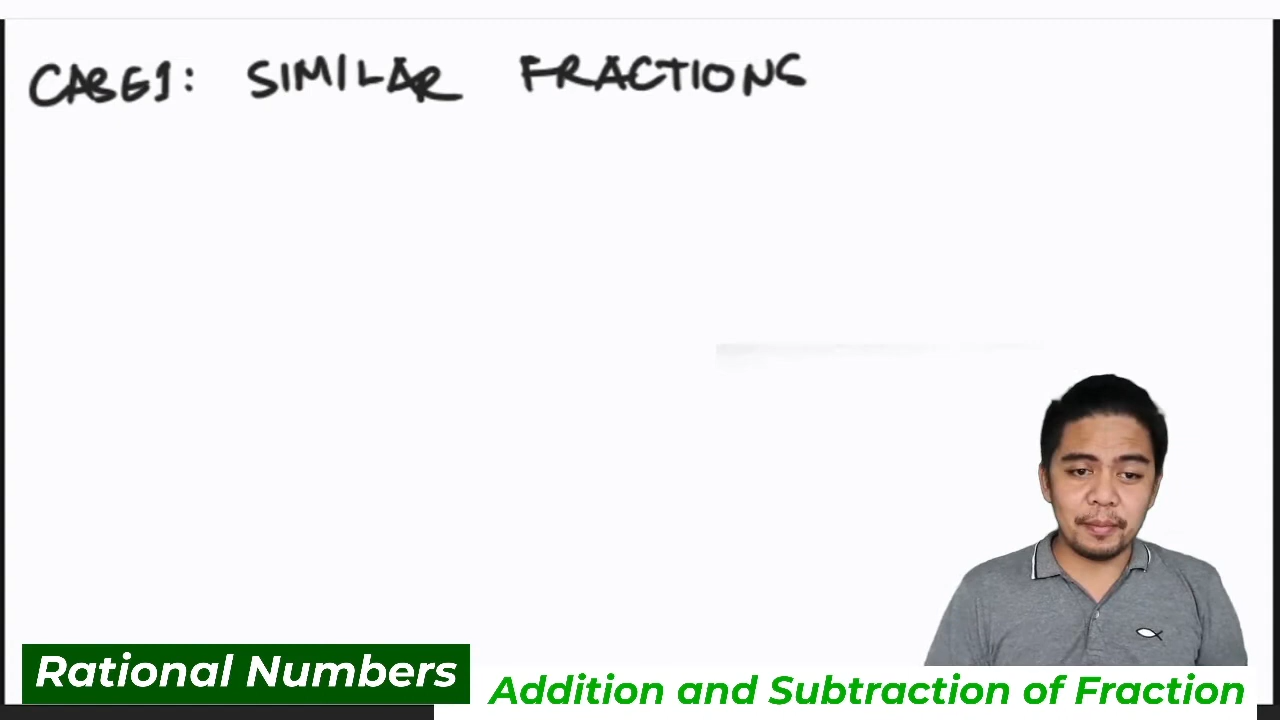 CASE 1: SIMILAR FRACTIONS
Rational Numbers
Addition and Subtraction of Fraction